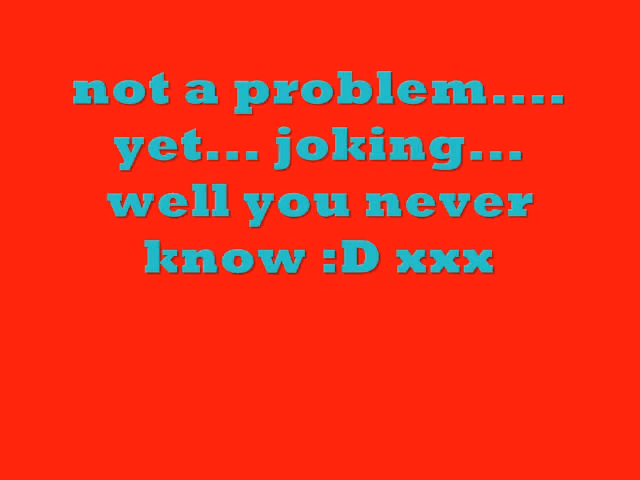 not a problem....
yet... joking...
well you never
know :D xxx